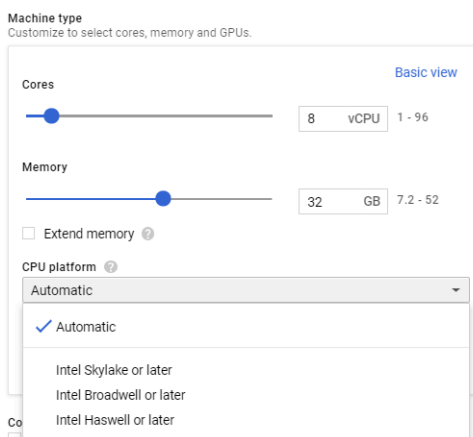 Machine type
Customize to select cores, memory and GPUs.
Basic view
Cores
8 vCPU 1 - 96
Memory
32 GB 7.2 - 52
Extend memory ?
CPU platform ?
Automatic
Automatic
Intel Skylake or later
Intel Broadwell or later
Intel Haswell or later
Co